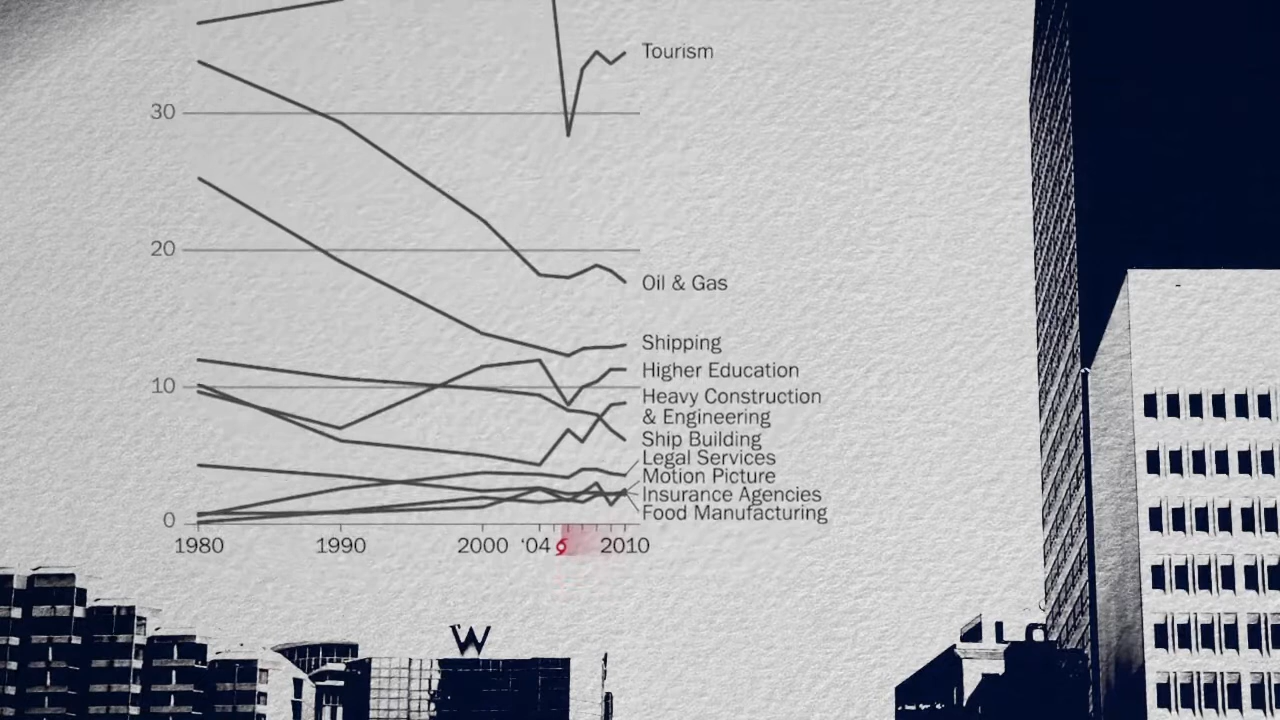 Tourism
30
20
Oil & Gas
Shipping
Higher Education
10
Heavy Construction
& Engineering
Ship Building
Legal Services
Motion Picture
Insurance Agencies
Food Manufacturing
0
1980 1990 2000 '04 2010
W